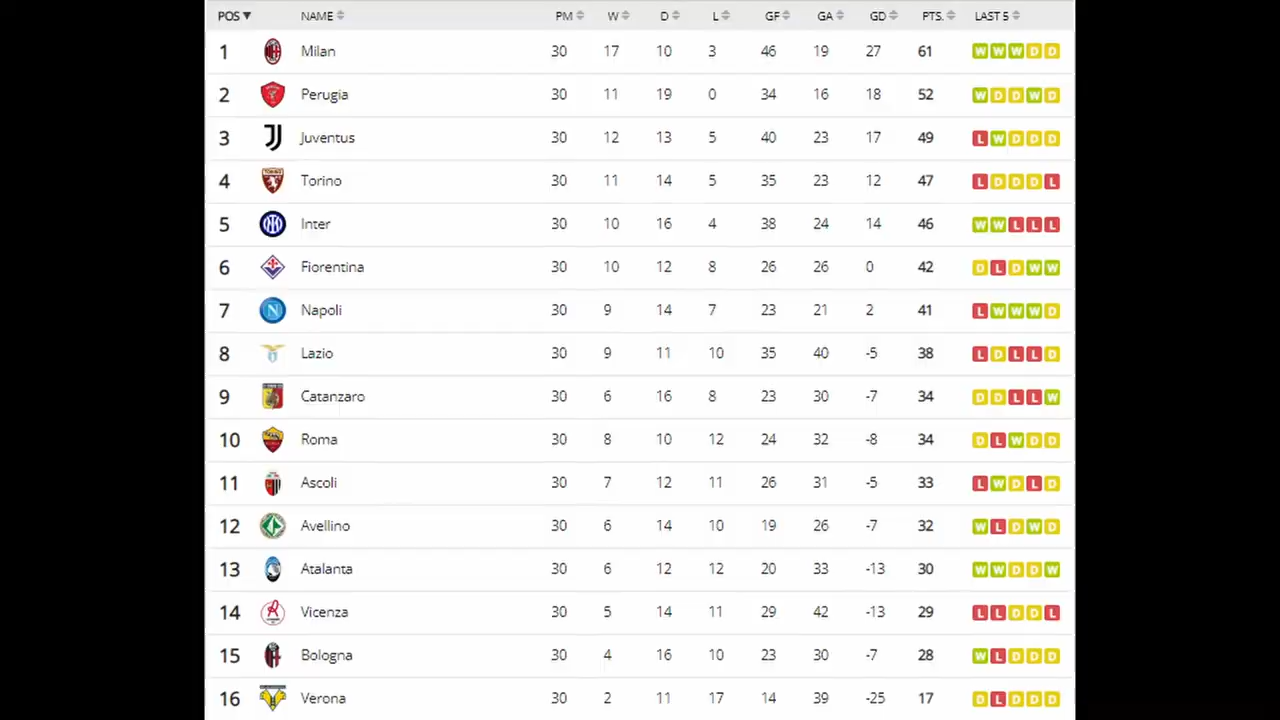 POS NAME PM W D L GF GA GD PTS. LAST 5
1 Milan 30 17 10 3 46 19 27 61 W W W D D
2 Perugia 30 11 19 0 34 16 18 52 W D D W D
3 Juventus 30 12 13 5 40 23 17 49 L W D D D
4 Torino 30 11 14 5 35 23 12 47 L D D D L
5 Inter 30 10 16 4 38 24 14 46 W W L L L
6 Fiorentina 30 10 12 8 26 26 0 42 D L D W W
7 Napoli 30 9 14 7 23 21 2 41 L W W W D
8 Lazio 30 9 11 10 35 40 -5 38 L D L L D
9 Catanzaro 30 6 16 8 23 30 -7 34 D D L L W
10 Roma 30 8 10 12 24 32 -8 34 D L W D D
11 Ascoli 30 7 12 11 26 31 -5 33 L W D L D
12 Avellino 30 6 14 10 19 26 -7 32 W L D W D
13 Atalanta 30 6 12 12 20 33 -13 30 W W D D W
14 Vicenza 30 5 14 11 29 42 -13 29 L L D D L
15 Bologna 30 4 16 10 23 30 -7 28 W L D D D
16 Verona 30 2 11 17 14 39 -25 17 D L D D D